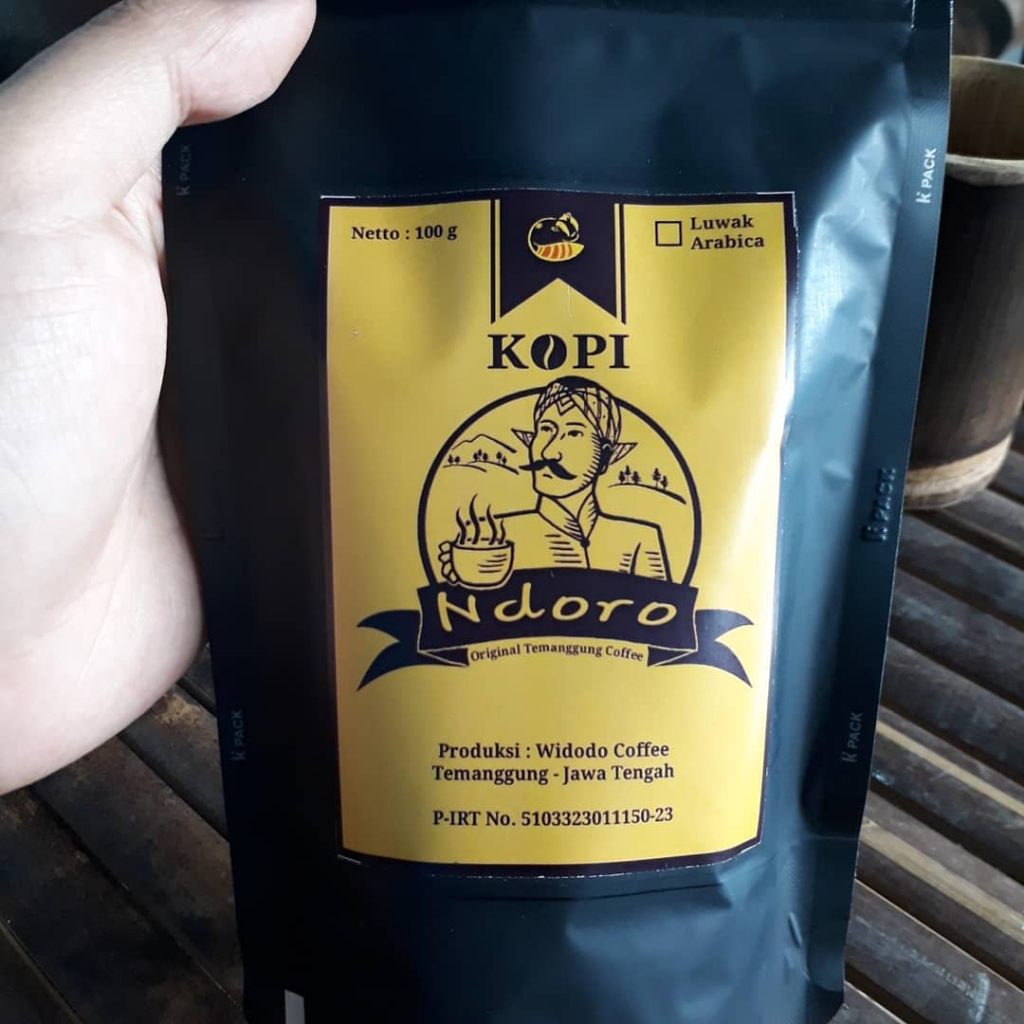 Netto : 100 g
Luwak
Arabica
KOPI
Ndoro
Original Temanggung Coffee
Produksi : Widodo Coffee
Temanggung - Jawa Tengah
P-IRT No. 5103323011150-23
K PACK
K PACK
K PACK
K PACK
K PACK